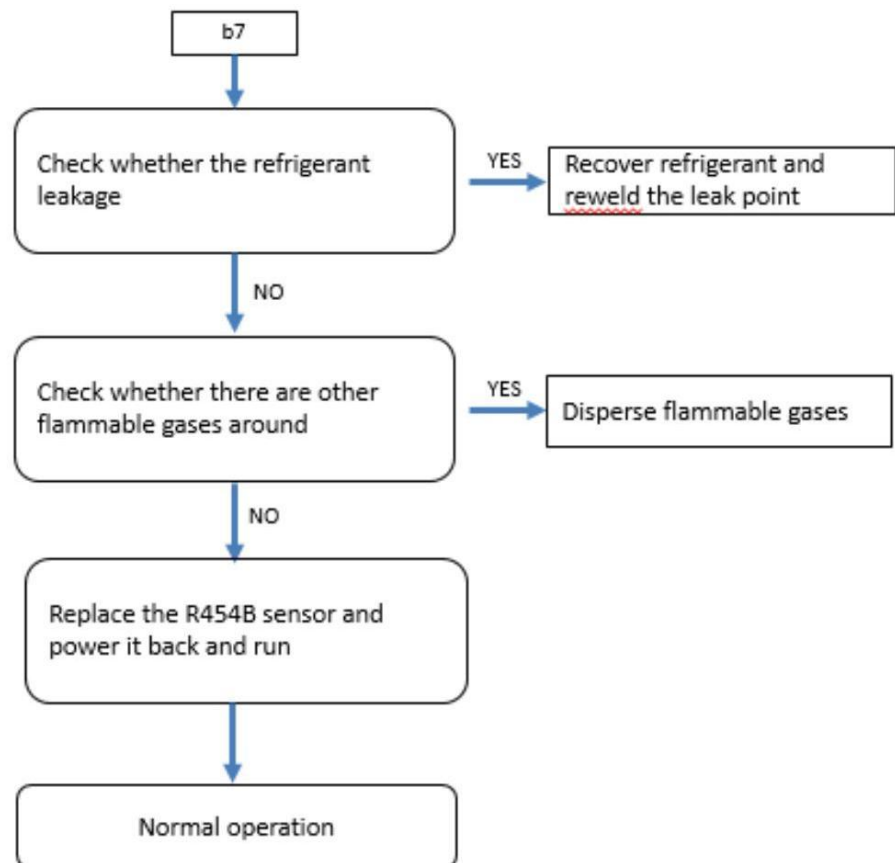 b7
Check whether the refrigerant
leakage
YES
Recover refrigerant and
reweld the leak point
NO
Check whether there are other
flammable gases around
YES
Disperse flammable gases
NO
Replace the R454B sensor and
power it back and run
Normal operation